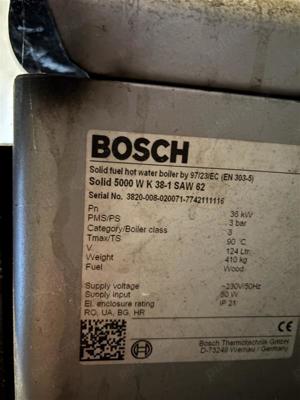 BOSCH
Solid fuel hot water boiler by 97/23/EC (EN 303-5)
Solid 5000 W K 38-1 SAW 62
Serial No. 3820-008-020071-7742111116
Pn 36 kW
PMS/PS 3 bar
Category/Boiler class 3
Tmax/TS 90 °C
V 124 Ltr.
Weight 410 kg
Fuel Wood
Supply voltage ~230V/50Hz
Supply input 50 W
El. enclosure rating IP 21
RO, UA, BG, HR
CE
BOSCH
Bosch Thermotechnik GmbH
D-73249 Wernau / Germany